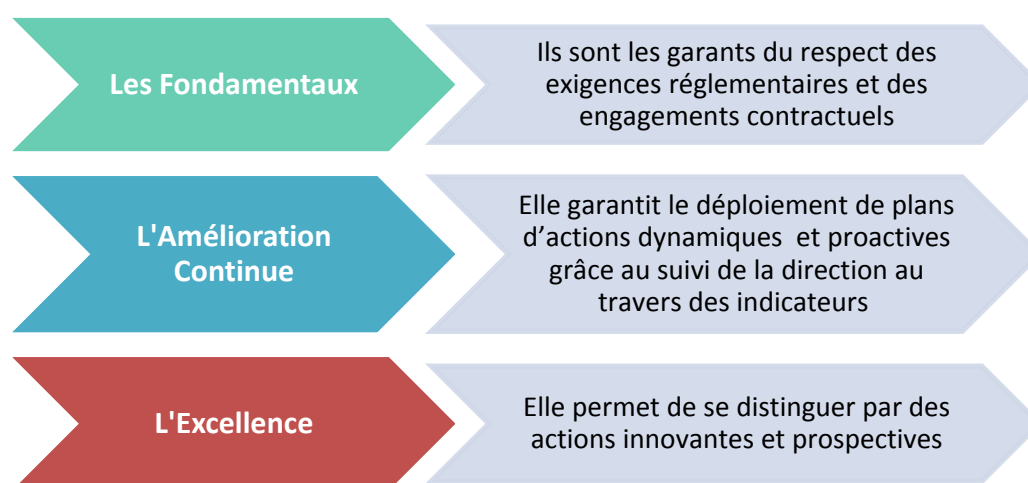 Les Fondamentaux
Ils sont les garants du respect des
exigences réglementaires et des
engagements contractuels
L'Amélioration
Continue
Elle garantit le déploiement de plans
d’actions dynamiques  et proactives
grâce au suivi de la direction au
travers des indicateurs
L'Excellence
Elle permet de se distinguer par des
actions innovantes et prospectives